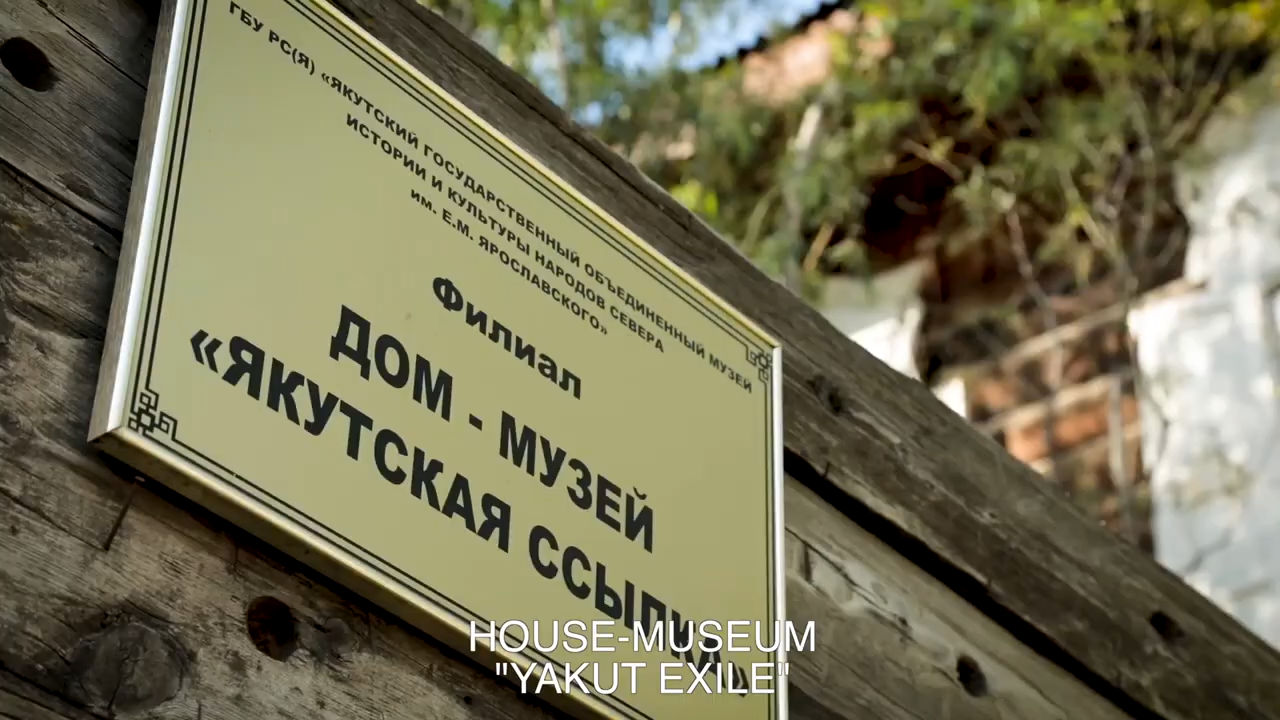 ГБУ РС(Я) «ЯКУТСКИЙ ГОСУДАРСТВЕННЫЙ ОБЪЕДИНЕННЫЙ МУЗЕЙ
ИСТОРИИ И КУЛЬТУРЫ НАРОДОВ СЕВЕРА
им. Е.М. ЯРОСЛАВСКОГО»
Филиал
ДОМ - МУЗЕЙ
«ЯКУТСКАЯ ССЫЛКА»
HOUSE-MUSEUM
"YAKUT EXILE"